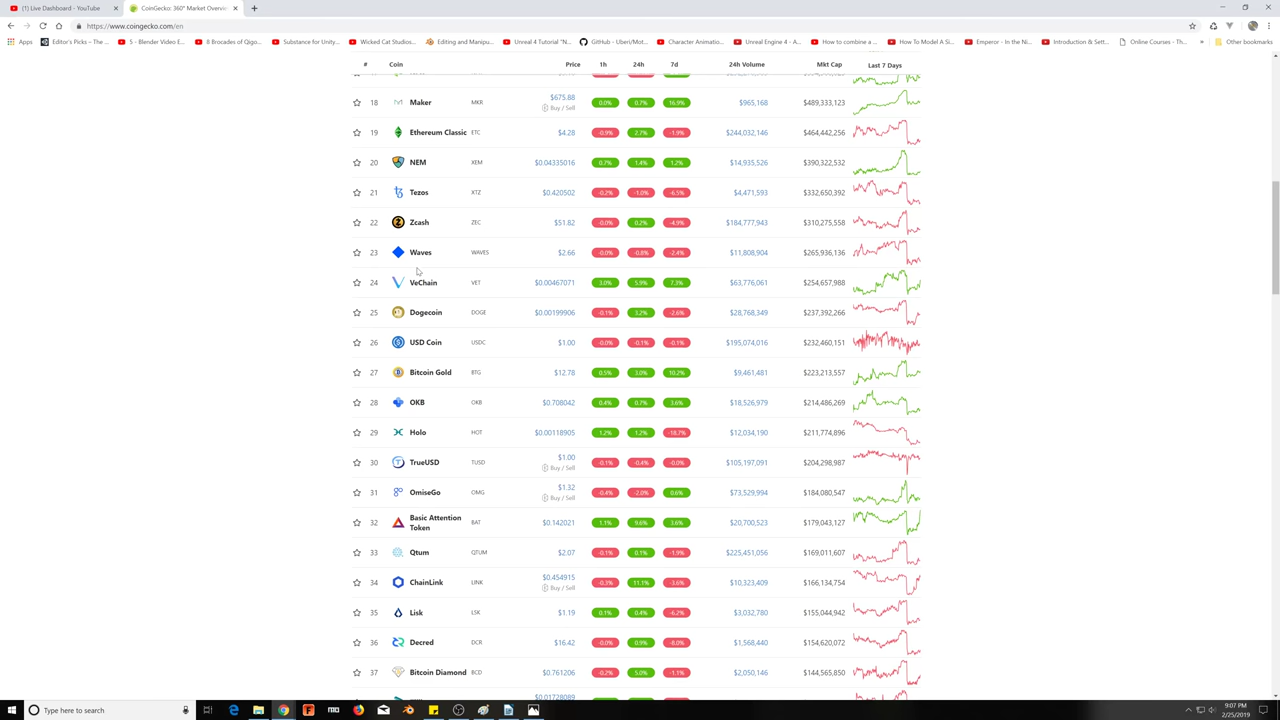 (1) Live Dashboard - YouTube
CoinGecko: 360° Market Overvie
https://www.coingecko.com/en
Apps
Editor's Picks – The ...
5 - Blender Video E...
8 Brocades of Qigo...
Substance for Unity...
Wicked Cat Studios...
Editing and Manipu...
Unreal 4 Tutorial "N...
GitHub - Uberi/Mot...
Character Animatio...
Unreal Engine 4 - A...
How to combine a ...
How To Model A Si...
Emperor - In the Ni...
Introduction & Sett...
Online Courses - Th...
»
Other bookmarks
# Coin Price 1h 24h 7d 24h Volume Mkt Cap Last 7 Days
18 Maker MKR $675.88 0.0% 0.7% 16.9% $965,168 $489,333,123
Buy / Sell
19 Ethereum Classic ETC $4.28 -0.9% 2.7% -1.9% $244,032,146 $464,442,256
20 NEM XEM $0.04335016 0.7% 1.4% 1.2% $14,935,526 $390,322,532
21 Tezos XTZ $0.420502 -0.2% -1.0% -6.5% $4,471,593 $332,650,392
22 Zcash ZEC $51.82 -0.0% 0.2% -4.9% $184,777,943 $310,275,558
23 Waves WAVES $2.66 -0.0% -0.8% -2.4% $11,808,904 $265,936,136
24 VeChain VET $0.00467071 3.0% 5.9% 7.3% $63,776,061 $254,657,988
25 Dogecoin DOGE $0.00199906 -0.1% 3.2% -2.6% $28,768,349 $237,392,266
26 USD Coin USDC $1.00 -0.0% -0.1% -0.1% $195,074,016 $232,460,151
27 Bitcoin Gold BTG $12.78 0.5% 3.0% 10.2% $9,461,481 $223,213,557
28 OKB OKB $0.708042 0.4% 0.7% 3.6% $18,526,979 $214,486,269
29 Holo HOT $0.00118905 1.2% 1.2% -18.7% $12,034,190 $211,774,896
30 TrueUSD TUSD $1.00 -0.1% -0.4% -0.0% $105,197,091 $204,298,987
Buy / Sell
31 OmiseGo OMG $1.32 -0.4% -2.0% 0.6% $73,529,994 $184,080,547
Buy / Sell
32 Basic Attention Token BAT $0.142021 1.1% 9.6% 3.6% $20,700,523 $179,043,127
33 Qtum QTUM $2.07 -0.1% 0.1% -1.9% $225,451,056 $169,011,607
34 ChainLink LINK $0.454915 -0.3% 11.1% -3.6% $10,323,409 $166,134,754
Buy / Sell
35 Lisk LSK $1.19 0.1% 0.4% -6.2% $3,032,780 $155,044,942
36 Decred DCR $16.42 -0.0% 0.9% -8.0% $1,568,440 $154,620,072
37 Bitcoin Diamond BCD $0.761206 -0.2% 5.0% -1.1% $2,050,146 $144,565,850
$0.01728089
Type here to search
9:07 PM
2/25/2019